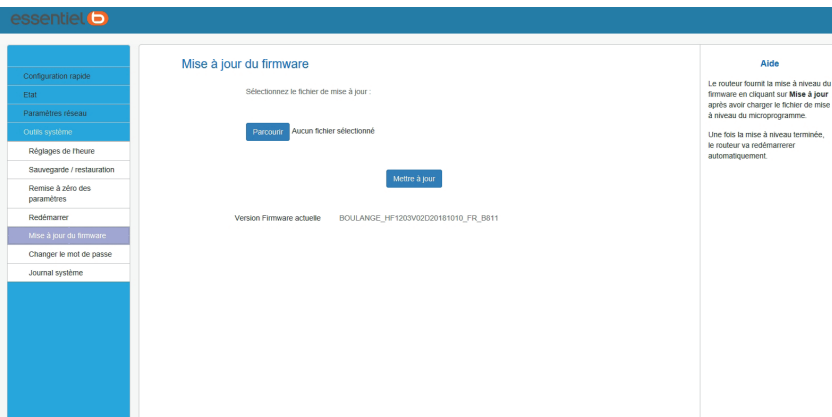 essentiel b
Configuration rapide
Etat
Paramètres réseau
Outils système
Réglages de l'heure
Sauvegarde / restauration
Remise à zéro des
paramètres
Redémarrer
Mise à jour du firmware
Changer le mot de passe
Journal système
Mise à jour du firmware
Sélectionnez le fichier de mise à jour :
Parcourir Aucun fichier sélectionné
Mettre à jour
Version Firmware actuelle BOULANGE_HF1203V02D20181010_FR_B811
Aide
Le routeur fournit la mise à niveau du
firmware en cliquant sur Mise à jour
après avoir charger le fichier de mise
à niveau du microprogramme.
Une fois la mise à niveau terminée,
le routeur va redémarrerer
automatiquement.